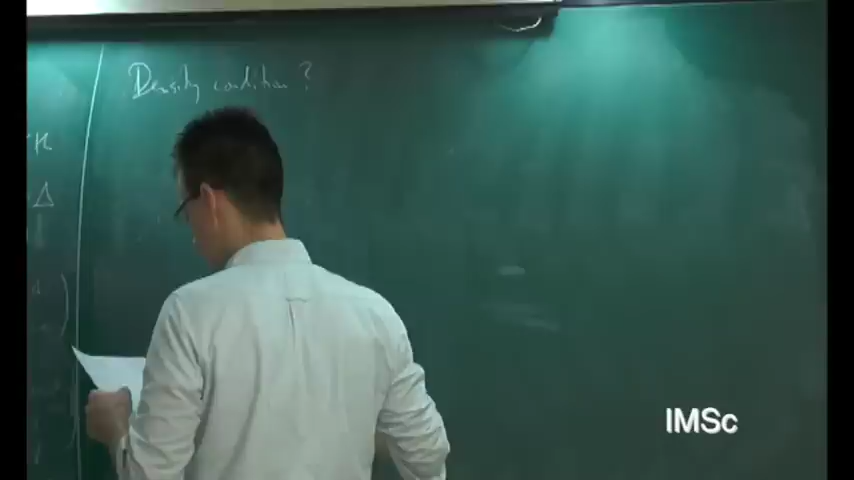 Density condition ?
H
Δ
IMSc